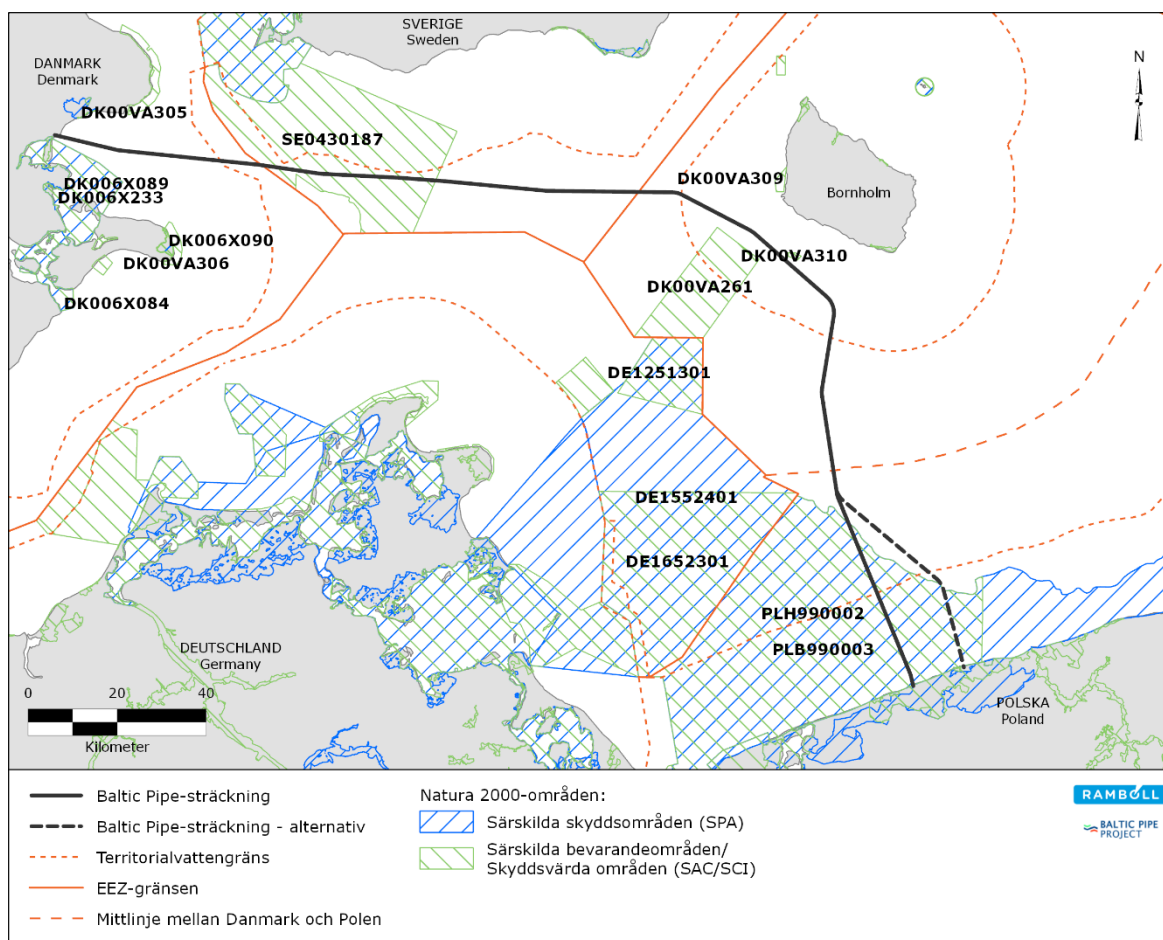 SVERIGE
Sweden
DANMARK
Denmark
N
DK00VA305
SE0430187
DK006X089
DK006X233
DK00VA309
Bornholm
DK006X090
DK00VA306
DK00VA310
DK00VA261
DK006X084
DE1251301
DE1552401
DE1652301
PLH990002
PLB990003
DEUTSCHLAND
Germany
0 20 40
Kilometer
POLSKA
Poland
Baltic Pipe-sträckning
Baltic Pipe-sträckning - alternativ
Territorialvattengräns
EEZ-gränsen
Mittlinje mellan Danmark och Polen
Natura 2000-områden:
Särskilda skyddsområden (SPA)
Särskilda bevarandeområden/
Skyddsvärda områden (SAC/SCI)
RAMBOLL
BALTIC PIPE
PROJECT